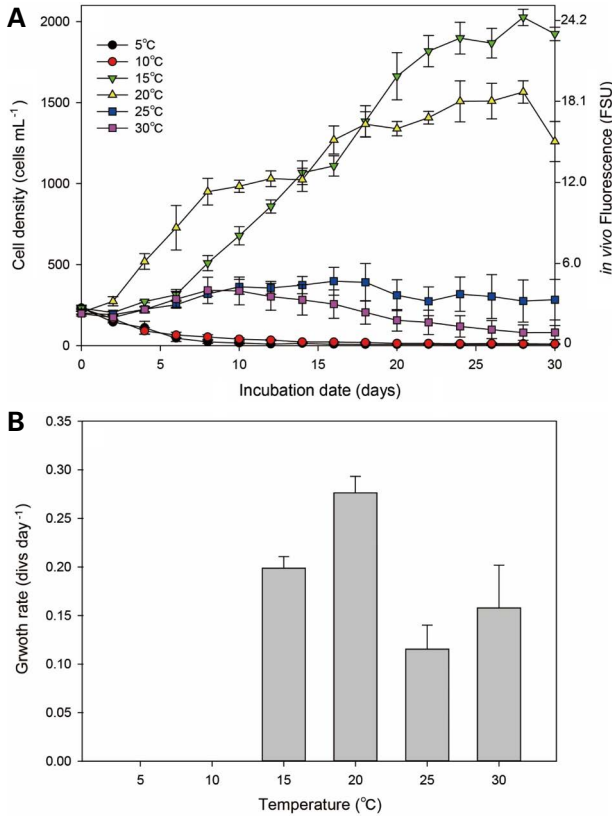 A
2000
1500
1000
500
0
Cell density (cells mL⁻¹)
5℃
10℃
15℃
20℃
25℃
30℃
24.2
18.1
12.0
6.0
0
in vivo Fluorescence (FSU)
0 5 10 15 20 25 30
Incubation date (days)
B
0.35
0.30
0.25
0.20
0.15
0.10
0.05
0.00
Grwoth rate (divs day⁻¹)
5 10 15 20 25 30
Temperature (℃)